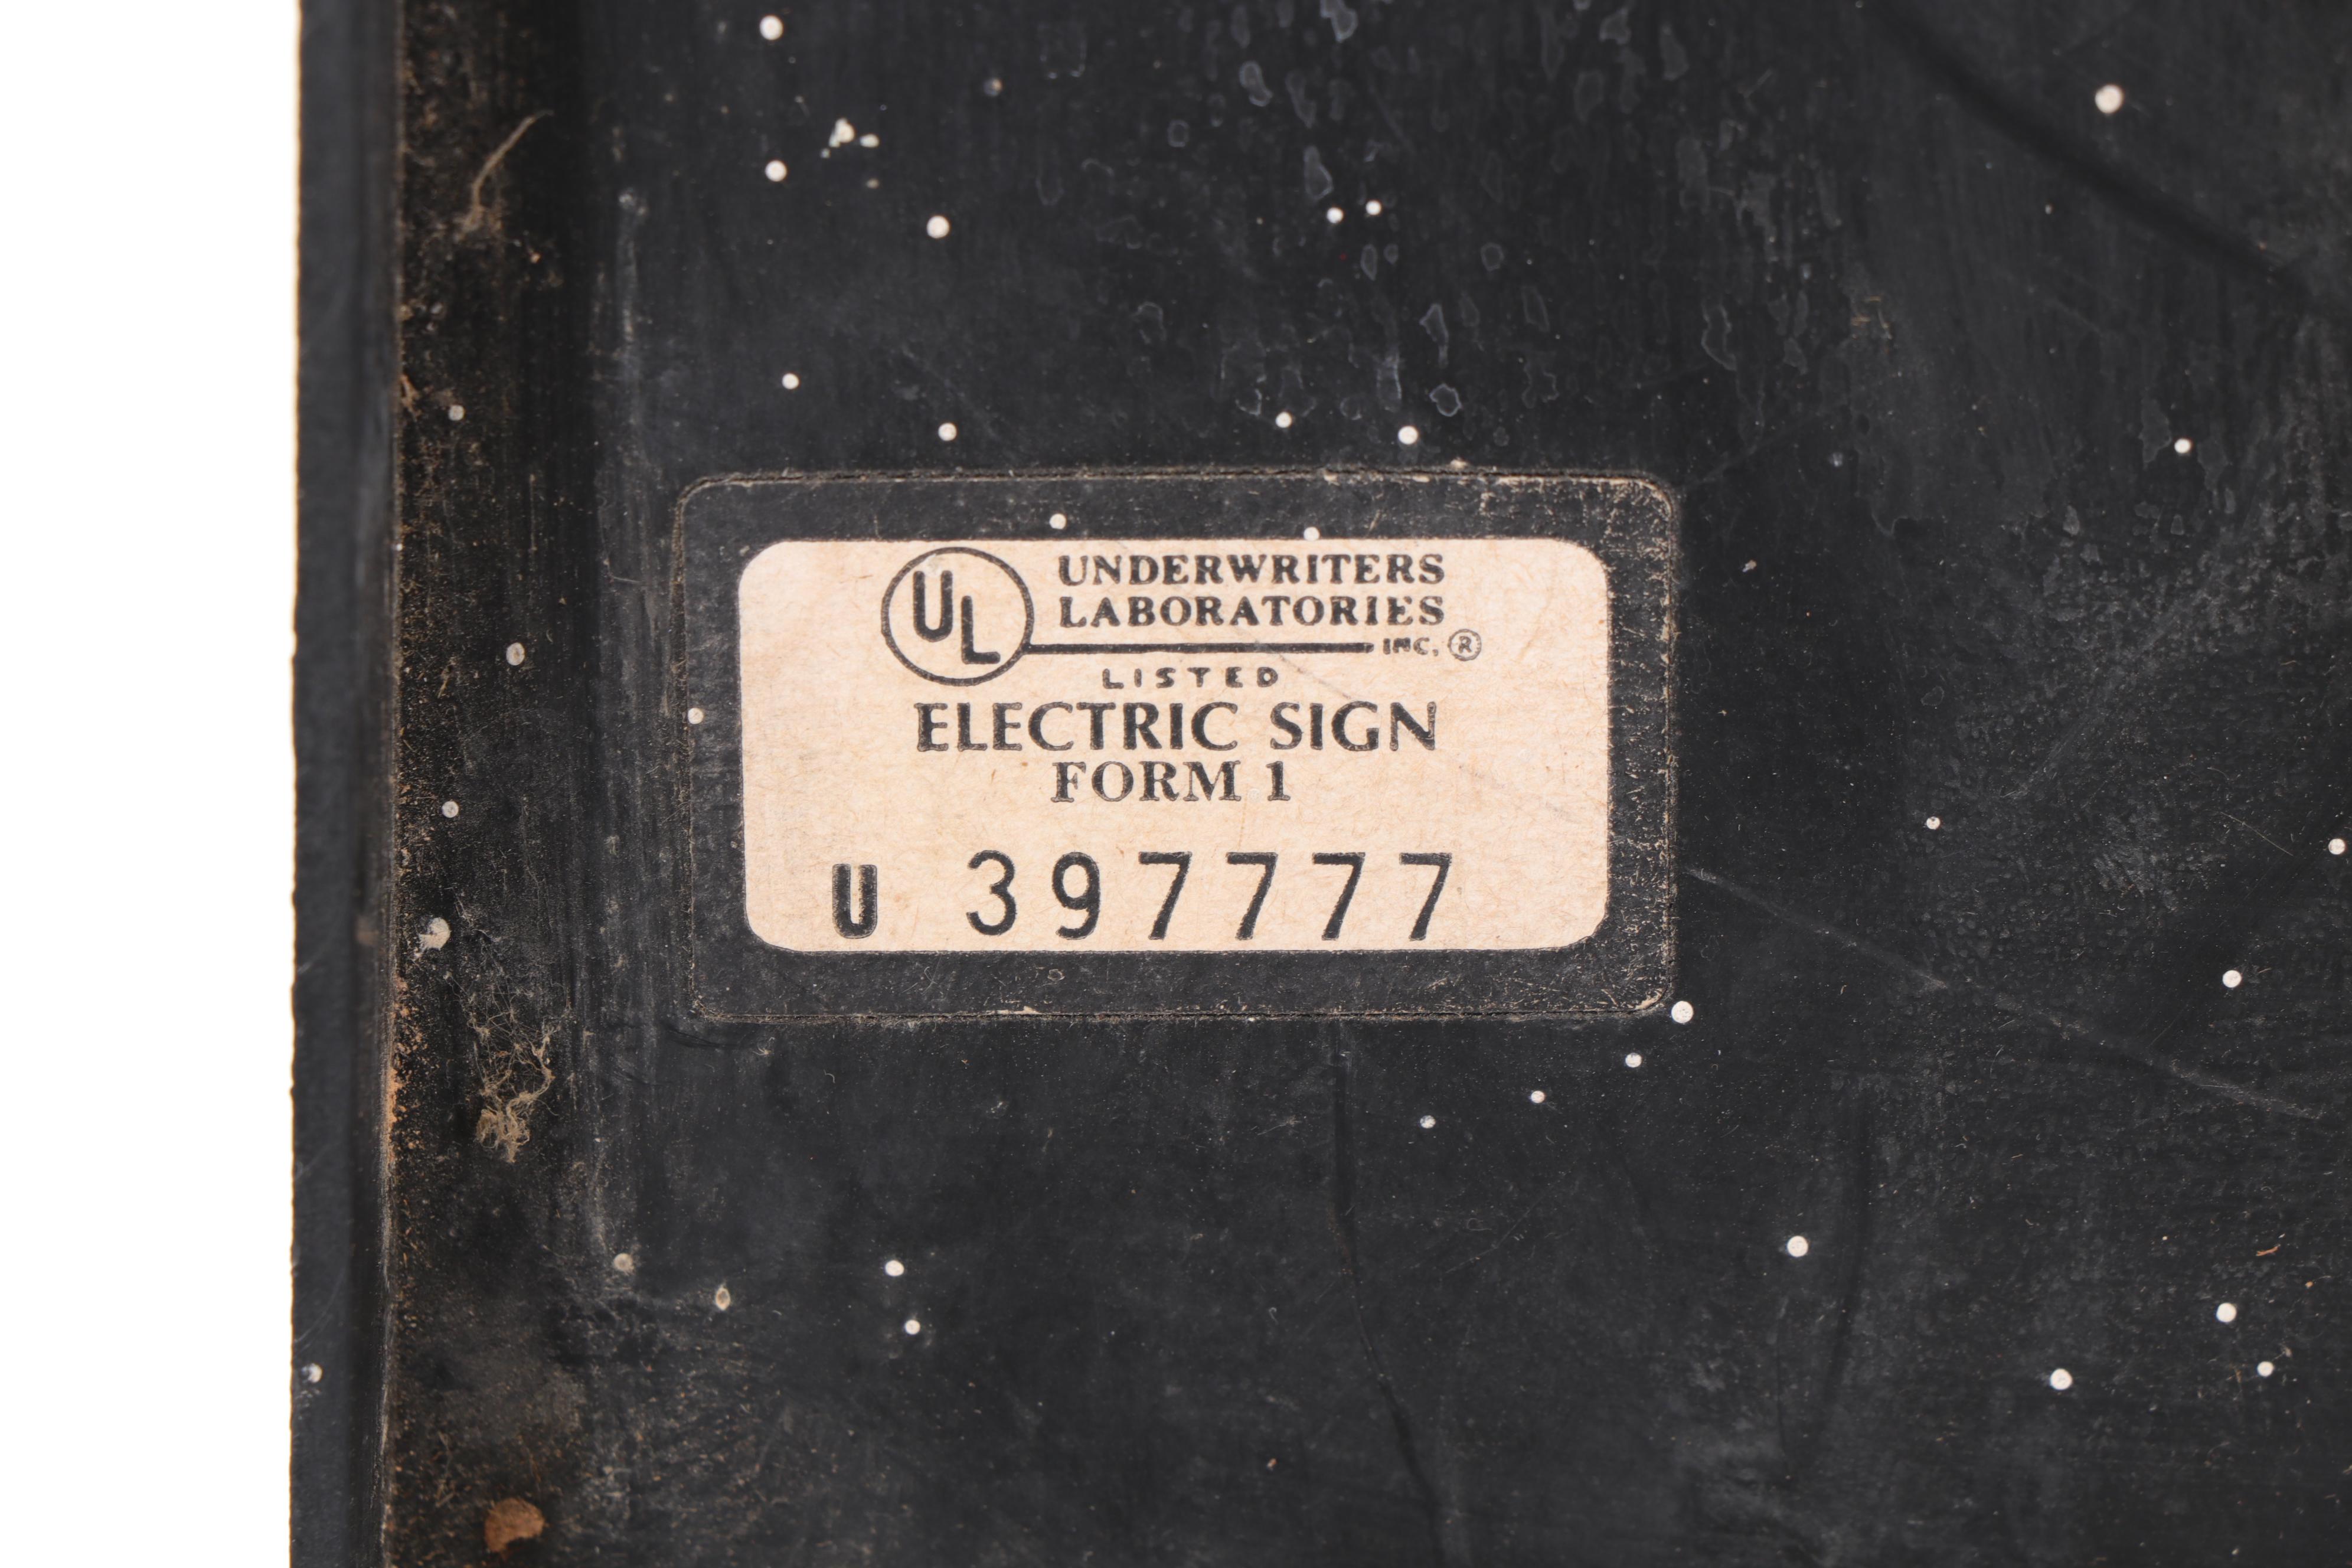 UL
UNDERWRITERS
LABORATORIES
INC.®
LISTED
ELECTRIC SIGN
FORM 1
U 397777